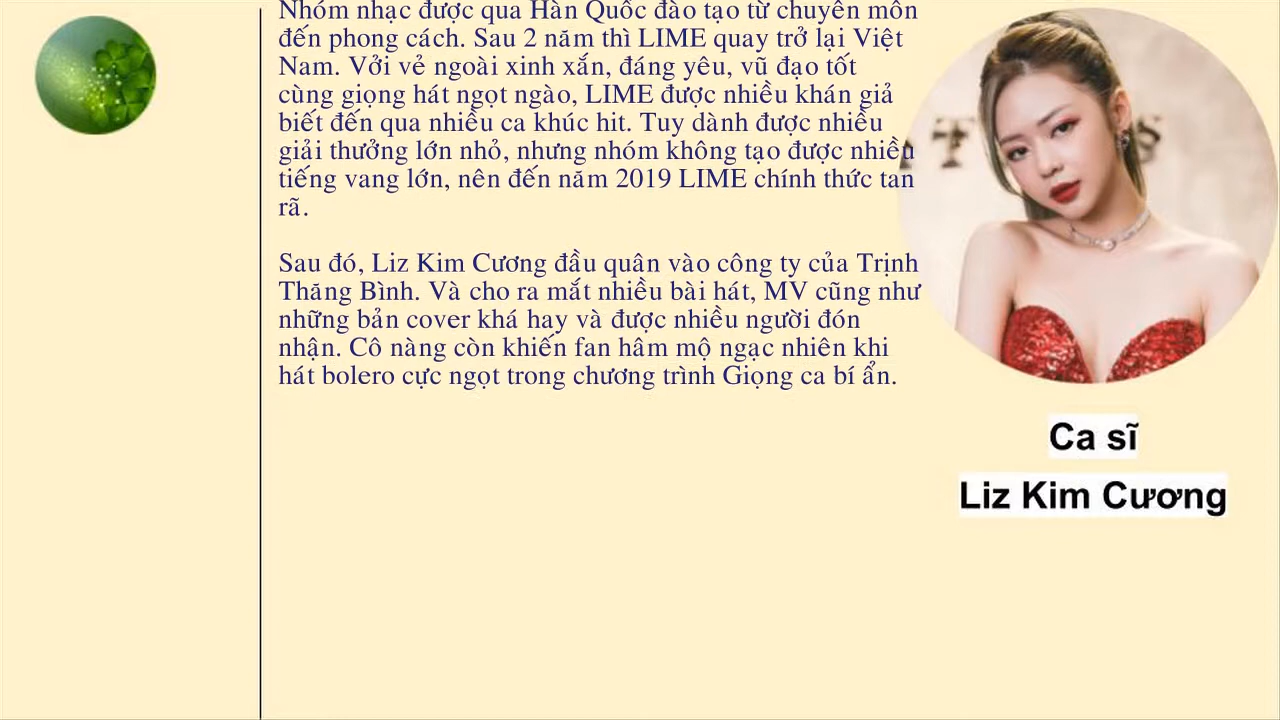 Nhóm nhạc được qua Hàn Quốc đào tạo từ chuyên môn
đến phong cách. Sau 2 năm thì LIME quay trở lại Việt
Nam. Với vẻ ngoài xinh xắn, đáng yêu, vũ đạo tốt
cùng giọng hát ngọt ngào, LIME được nhiều khán giả
biết đến qua nhiều ca khúc hit. Tuy dành được nhiều
giải thưởng lớn nhỏ, nhưng nhóm không tạo được nhiều
tiếng vang lớn, nên đến năm 2019 LIME chính thức tan
rã.
Sau đó, Liz Kim Cương đầu quân vào công ty của Trịnh
Thăng Bình. Và cho ra mắt nhiều bài hát, MV cũng như
những bản cover khá hay và được nhiều người đón
nhận. Cô nàng còn khiến fan hâm mộ ngạc nhiên khi
hát bolero cực ngọt trong chương trình Giọng ca bí ẩn.
Ca sĩ
Liz Kim Cương